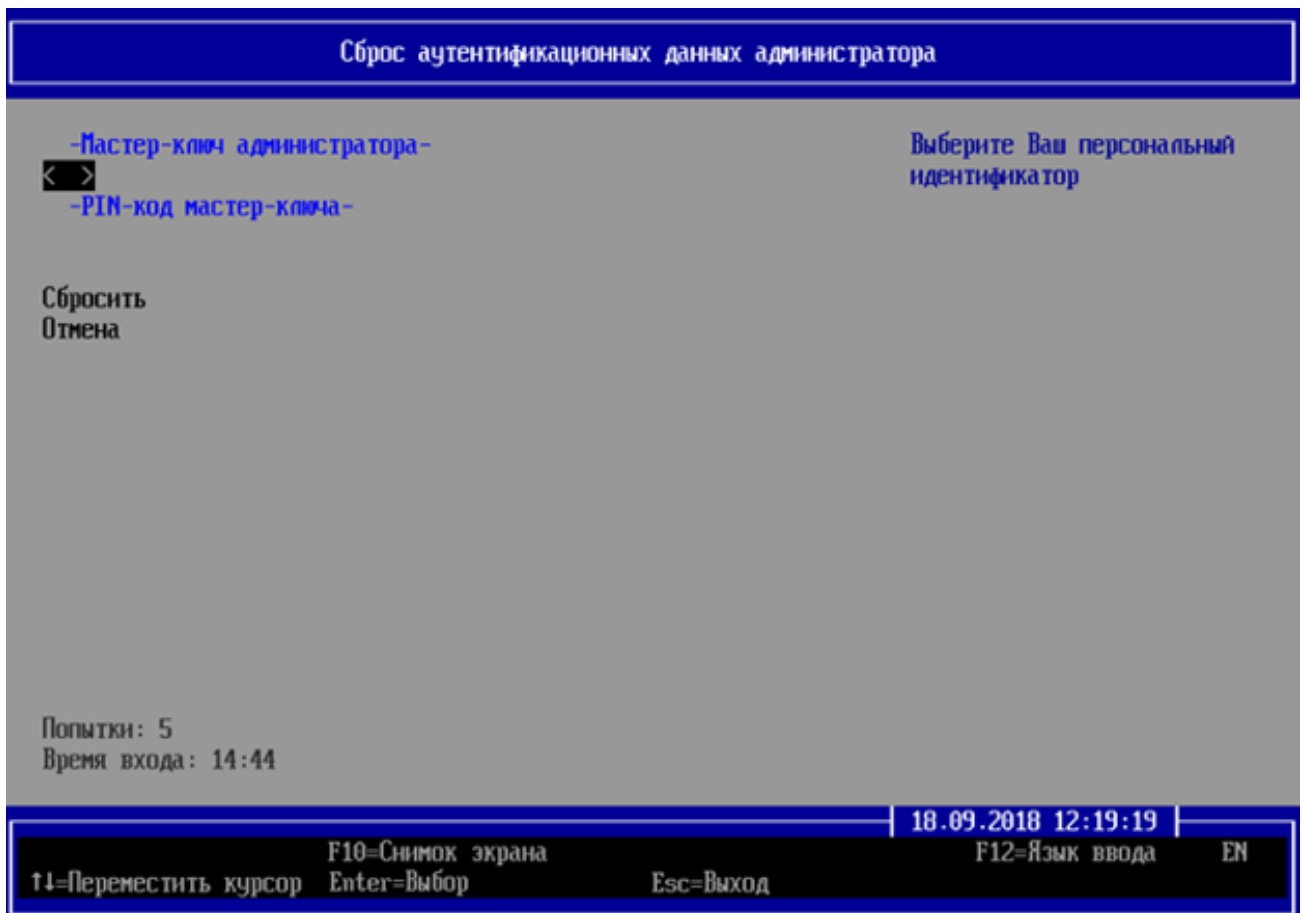 Сброс аутентификационных данных администратора
-Мастер-ключ администратора-
< >
-PIN-код мастер-ключа-
Выберите Ваш персональный
идентификатор
Сбросить
Отмена
Попытки: 5
Время входа: 14:44
18.09.2018 12:19:19
F10=Снимок экрана F12=Язык ввода EN
↑↓=Переместить курсор Enter=Выбор Esc=Выход